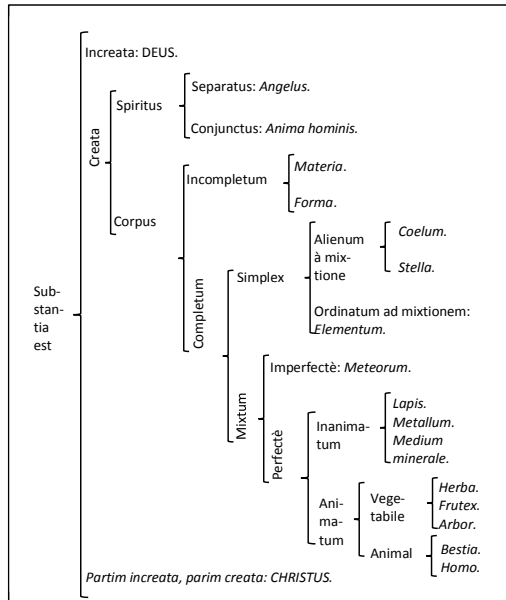 Increata: DEUS.
Separatus: Angelus.
Spiritus
Conjunctus: Anima hominis.
Creata
Materia.
Incompletum
Forma.
Corpus
Coelum.
Alienum
à mix-
tione
Stella.
Simplex
Ordinatum ad mixtionem:
Elementum.
Completum
Sub-
stan-
tia
est
Imperfectè: Meteorum.
Mixtum
Lapis.
Metallum.
Medium
minerale.
Inanima-
tum
Perfectè
Herba.
Frutex.
Arbor.
Vege-
tabile
Ani-
ma-
tum
Animal
Bestia.
Homo.
Partim increata, parim creata: CHRISTUS.